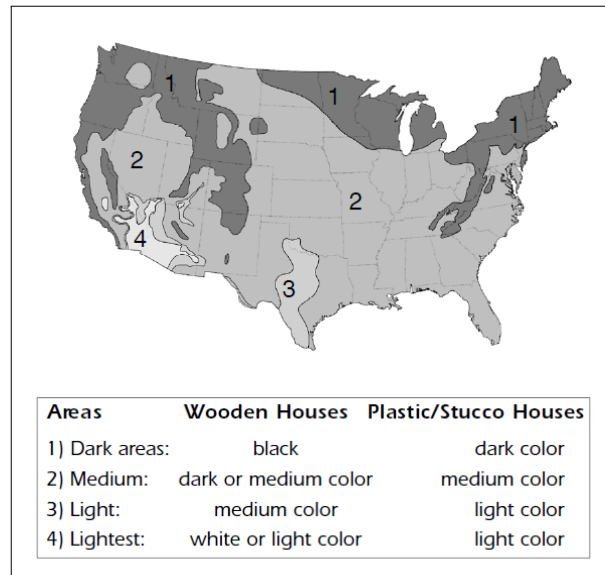 1
1
1
2
2
4
3
Areas Wooden Houses Plastic/Stucco Houses
1) Dark areas: black dark color
2) Medium: dark or medium color medium color
3) Light: medium color light color
4) Lightest: white or light color light color